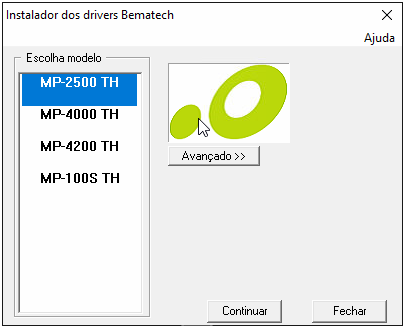 Instalador dos drivers Bematech
Ajuda
Escolha modelo
MP-2500 TH
MP-4000 TH
MP-4200 TH
MP-100S TH
Avançado >>
Continuar
Fechar